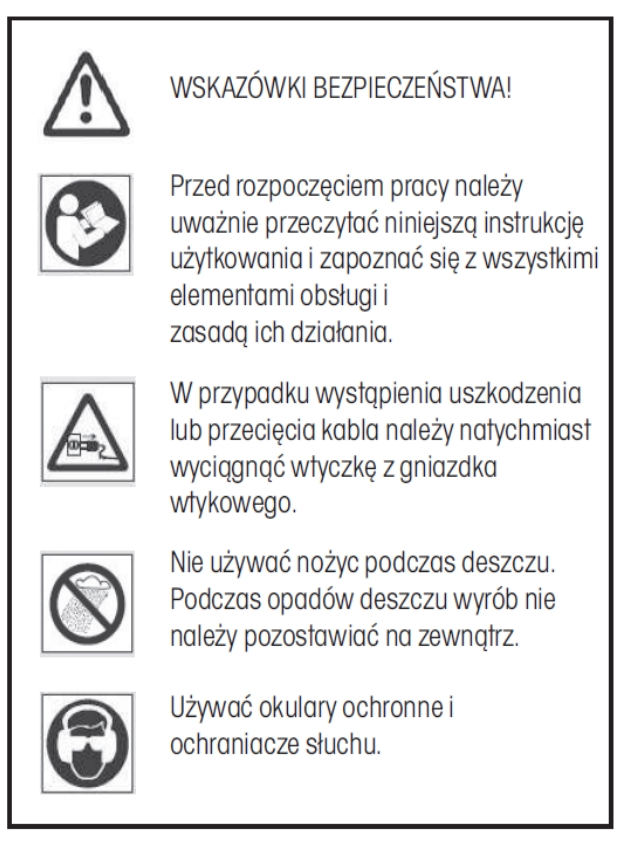 WSKAZÓWKI BEZPIECZEŃSTWA!
Przed rozpoczęciem pracy należy
uważnie przeczytać niniejszą instrukcję
użytkowania i zapoznać się z wszystkimi
elementami obsługi i
zasadą ich działania.
W przypadku wystąpienia uszkodzenia
lub przecięcia kabla należy natychmiast
wyciągnąć wtyczkę z gniazdka
wtykowego.
Nie używać nożyc podczas deszczu.
Podczas opadów deszczu wyrób nie
należy pozostawiać na zewnątrz.
Używać okulary ochronne i
ochraniacze słuchu.